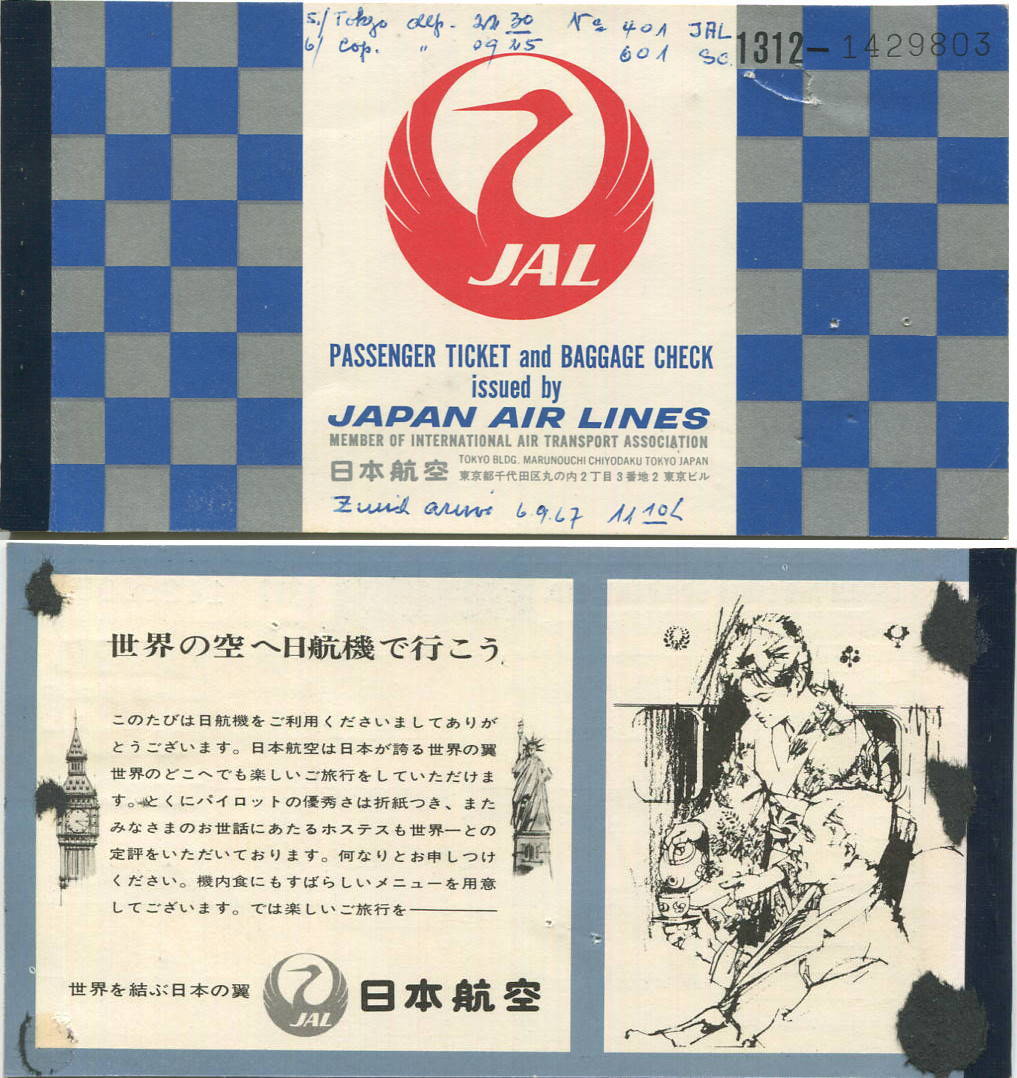 5./ Tokyo dep. 22 30 No 401 JAL
6/ Cop. " 09 25 601 Sc.
1312-1429803
JAL
PASSENGER TICKET and BAGGAGE CHECK
issued by
JAPAN AIR LINES
MEMBER OF INTERNATIONAL AIR TRANSPORT ASSOCIATION
日本航空
TOKYO BLDG. MARUNOUCHI CHIYODAKU TOKYO JAPAN
東京都千代田区丸の内2丁目3番地2 東京ビル
6.9.67 11 10h
世界の空へ日航機で行こう
このたびは日航機をご利用くださいましてありが
とうございます。日本航空は日本が誇る世界の翼
世界のどこへでも楽しいご旅行をしていただけま
す。とくにパイロットの優秀さは折紙つき、また
みなさまのお世話にあたるホステスも世界一との
定評をいただいております。何なりとお申しつけ
ください。機内食にもすばらしいメニューを用意
してございます。では楽しいご旅行を———
世界を結ぶ日本の翼
JAL
日本航空